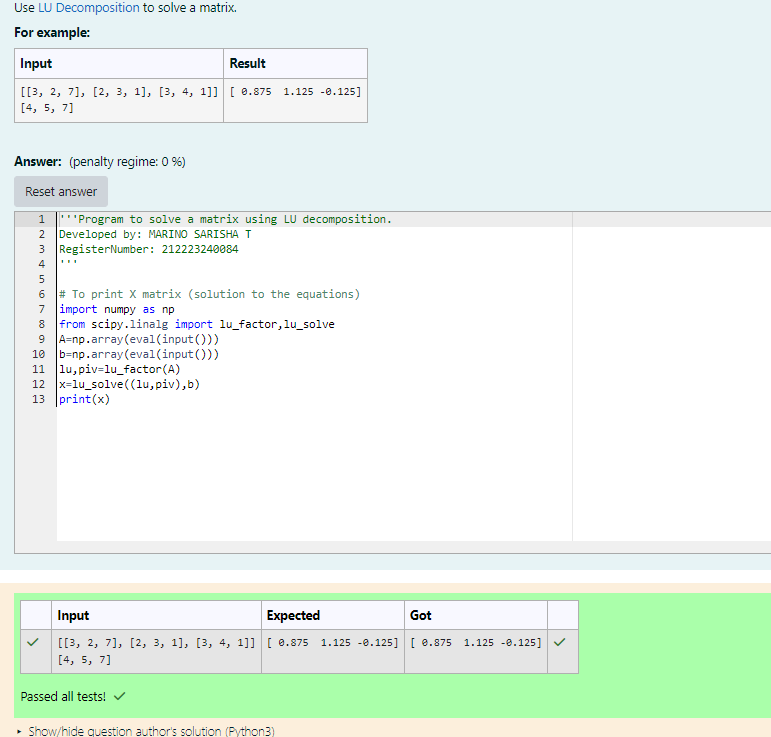 Use LU Decomposition to solve a matrix.
For example:
Input Result
[[3, 2, 7], [2, 3, 1], [3, 4, 1]] [ 0.875  1.125 -0.125]
[4, 5, 7]
Answer: (penalty regime: 0 %)
Reset answer
1 '''Program to solve a matrix using LU decomposition.
2 Developed by: MARINO SARISHA T
3 RegisterNumber: 212223240084
4 '''
5
6 # To print X matrix (solution to the equations)
7 import numpy as np
8 from scipy.linalg import lu_factor,lu_solve
9 A=np.array(eval(input()))
10 b=np.array(eval(input()))
11 lu,piv=lu_factor(A)
12 x=lu_solve((lu,piv),b)
13 print(x)
Input Expected Got
[[3, 2, 7], [2, 3, 1], [3, 4, 1]] [ 0.875  1.125 -0.125] [ 0.875  1.125 -0.125]
[4, 5, 7]
Passed all tests!
Show/hide question author's solution (Python3)